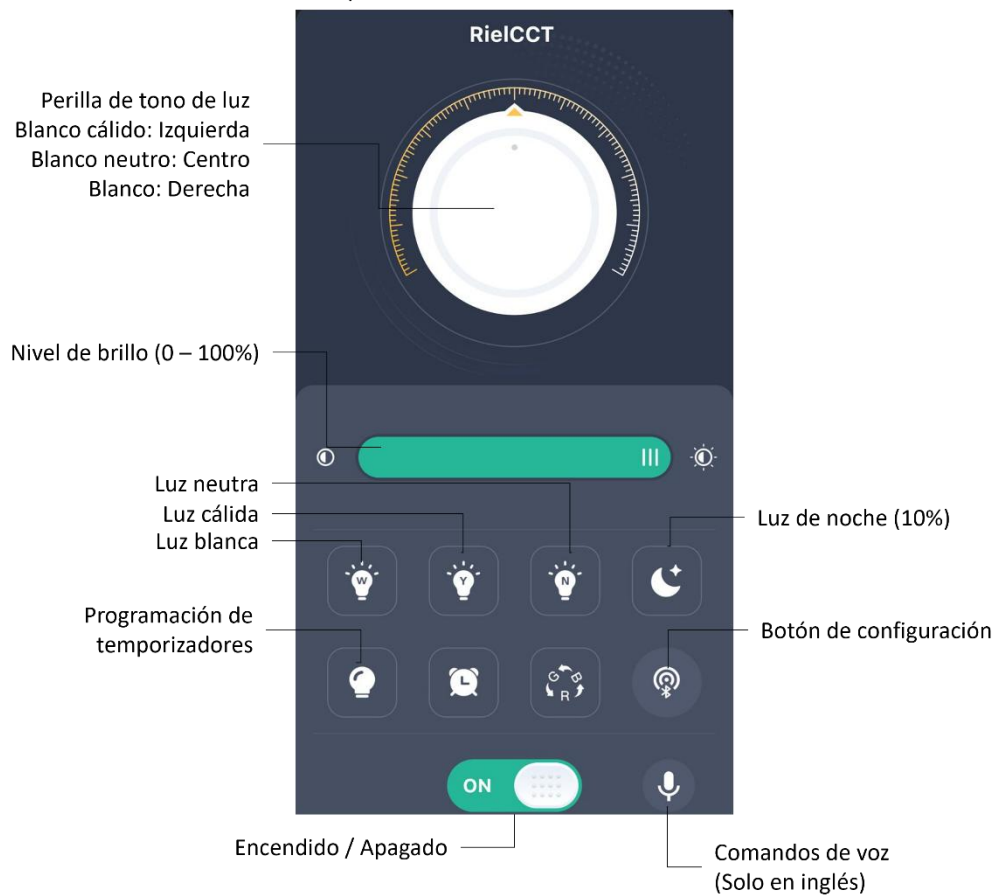 RielCCT
Perilla de tono de luz
Blanco cálido: Izquierda
Blanco neutro: Centro
Blanco: Derecha
Nivel de brillo (0 – 100%)
Luz neutra
Luz cálida
Luz blanca
Luz de noche (10%)
W
Y
N
Programación de
temporizadores
Botón de configuración
G B
R
ON
Encendido / Apagado
Comandos de voz
(Solo en inglés)